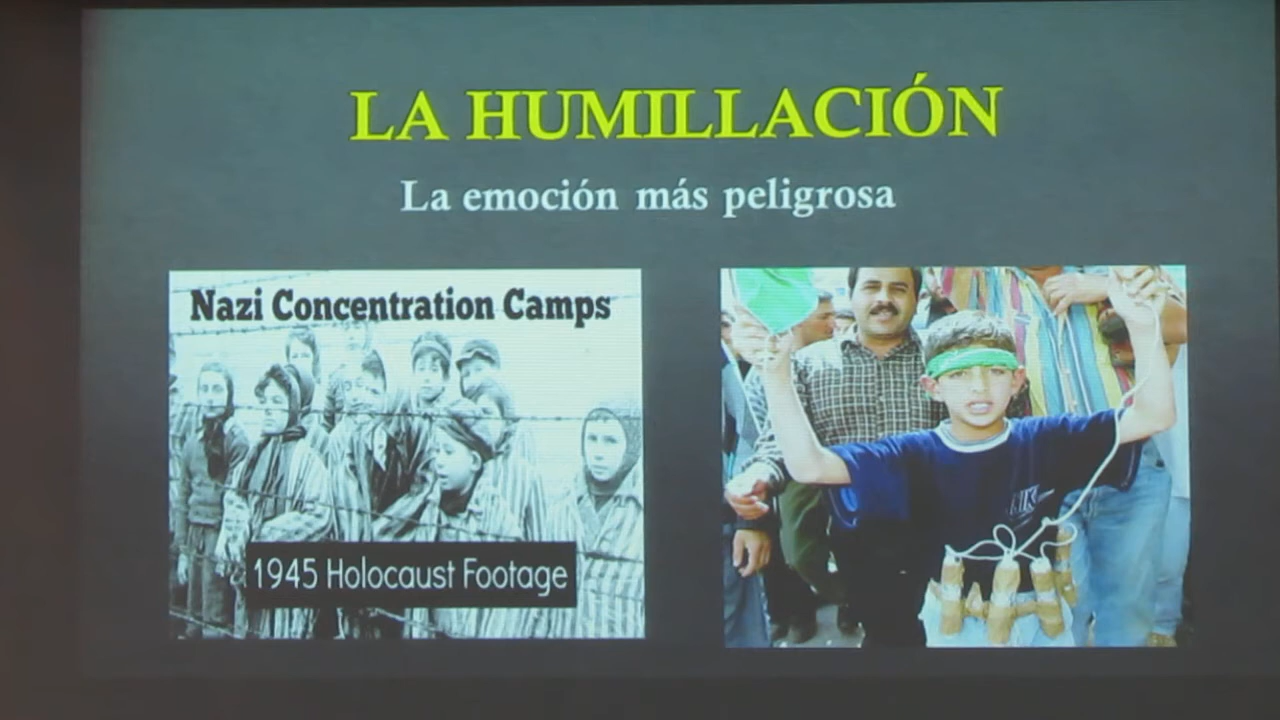 LA HUMILLACIÓN
La emoción más peligrosa
Nazi Concentration Camps
1945 Holocaust Footage